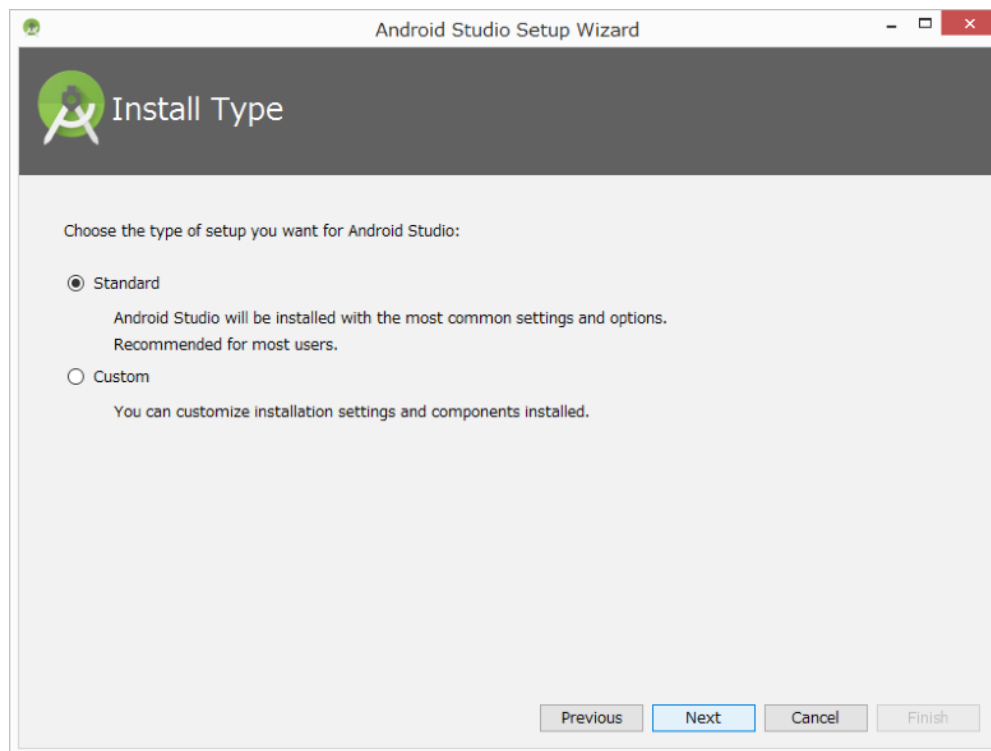 Android Studio Setup Wizard
Install Type
Choose the type of setup you want for Android Studio:
Standard
Android Studio will be installed with the most common settings and options.
Recommended for most users.
Custom
You can customize installation settings and components installed.
Previous Next Cancel Finish